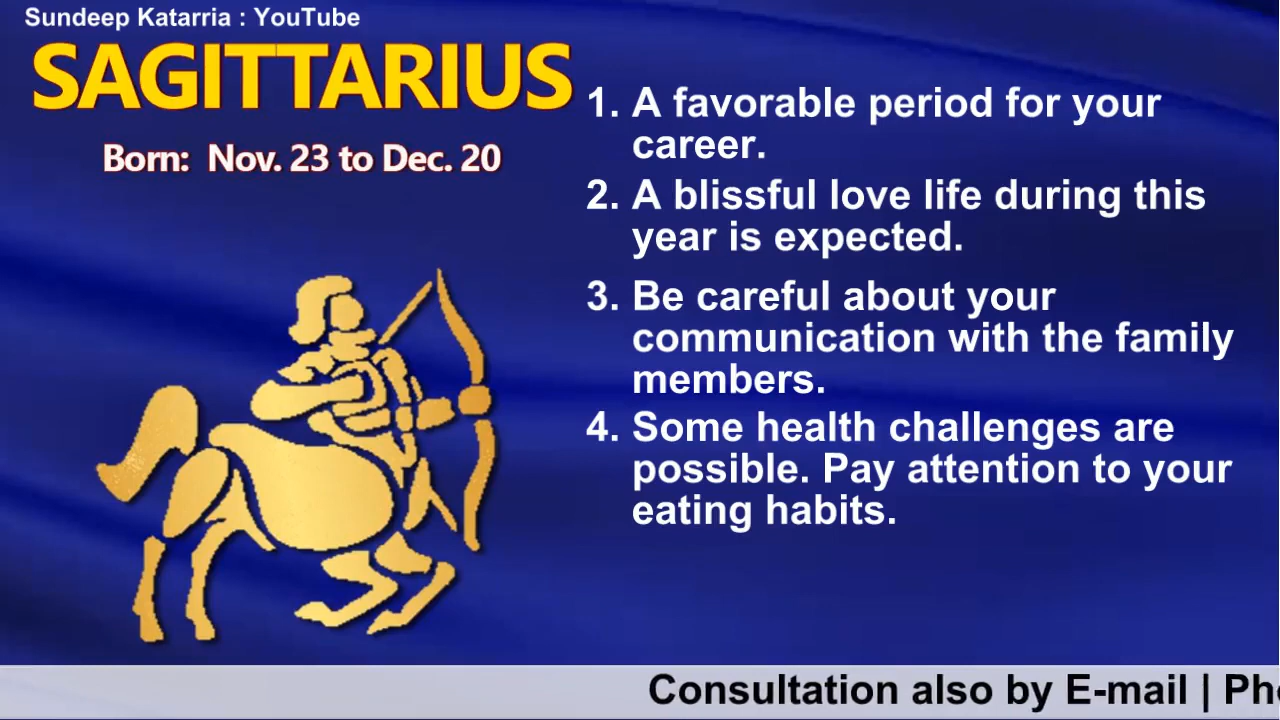 Sundeep Katarria : YouTube
SAGITTARIUS
Born: Nov. 23 to Dec. 20
1. A favorable period for your
career.
2. A blissful love life during this
year is expected.
3. Be careful about your
communication with the family
members.
4. Some health challenges are
possible. Pay attention to your
eating habits.
Consultation also by E-mail |